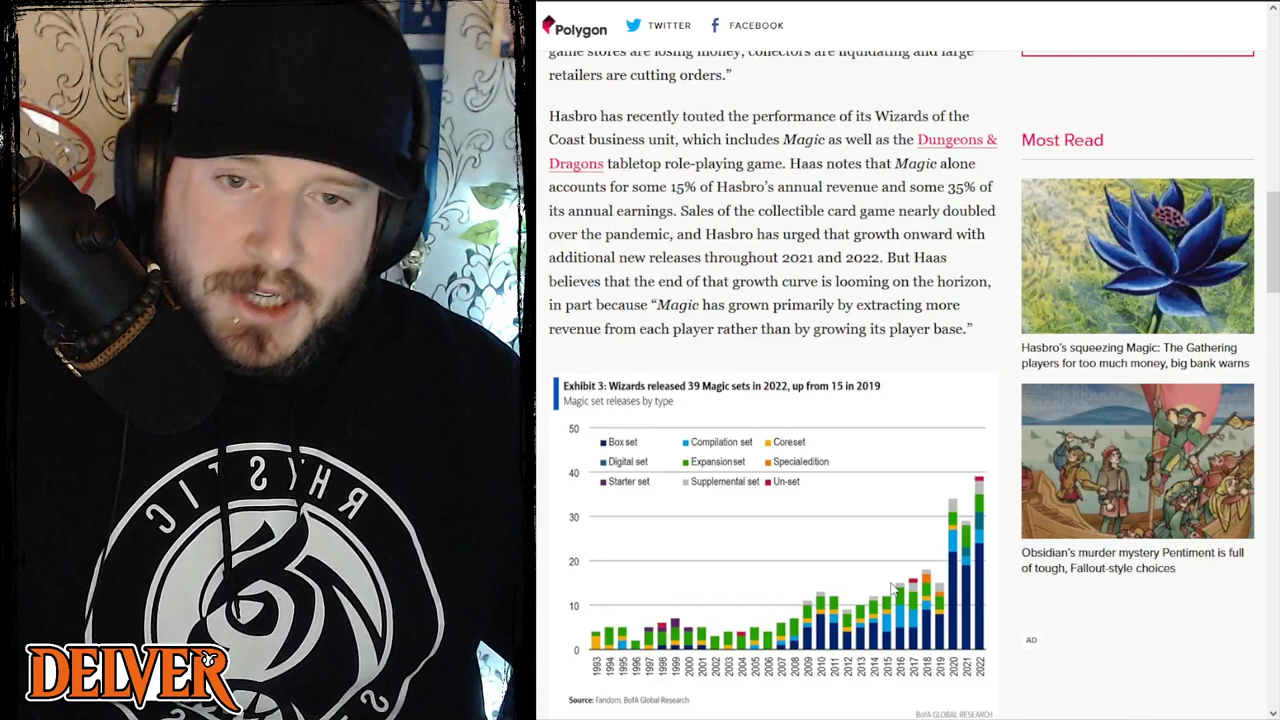 Polygon
TWITTER
FACEBOOK
game stores are losing money, collectors are liquidating and large
retailers are cutting orders.”
Hasbro has recently touted the performance of its Wizards of the
Coast business unit, which includes Magic as well as the Dungeons &
Dragons tabletop role-playing game. Haas notes that Magic alone
accounts for some 15% of Hasbro’s annual revenue and some 35% of
its annual earnings. Sales of the collectible card game nearly doubled
over the pandemic, and Hasbro has urged that growth onward with
additional new releases throughout 2021 and 2022. But Haas
believes that the end of that growth curve is looming on the horizon,
in part because “Magic has grown primarily by extracting more
revenue from each player rather than by growing its player base.”
Exhibit 3: Wizards released 39 Magic sets in 2022, up from 15 in 2019
Magic set releases by type
50
40
30
20
10
0
Box set
Compilation set
Core set
Digital set
Expansion set
Special edition
Starter set
Supplemental set
Un-set
1993 1994 1995 1996 1997 1998 1999 2000 2001 2002 2003 2004 2005 2006 2007 2008 2009 2010 2011 2012 2013 2014 2015 2016 2017 2018 2019 2020 2021 2022
Source: Fandom, BofA Global Research
BofA GLOBAL RESEARCH
Most Read
Hasbro’s squeezing Magic: The Gathering
players for too much money, big bank warns
Obsidian’s murder mystery Pentiment is full
of tough, Fallout-style choices
AD
RHYSTIC
DELVER